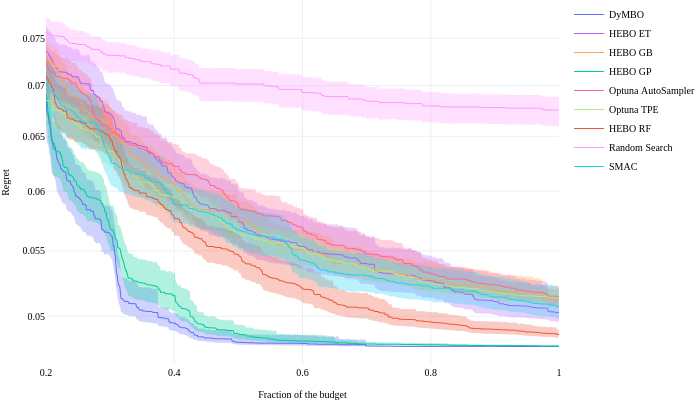 0.075
0.07
0.065
0.06
0.055
0.05
Regret
0.2
0.4
0.6
0.8
1
Fraction of the budget
DyMBO
HEBO ET
HEBO GB
HEBO GP
Optuna AutoSampler
Optuna TPE
HEBO RF
Random Search
SMAC